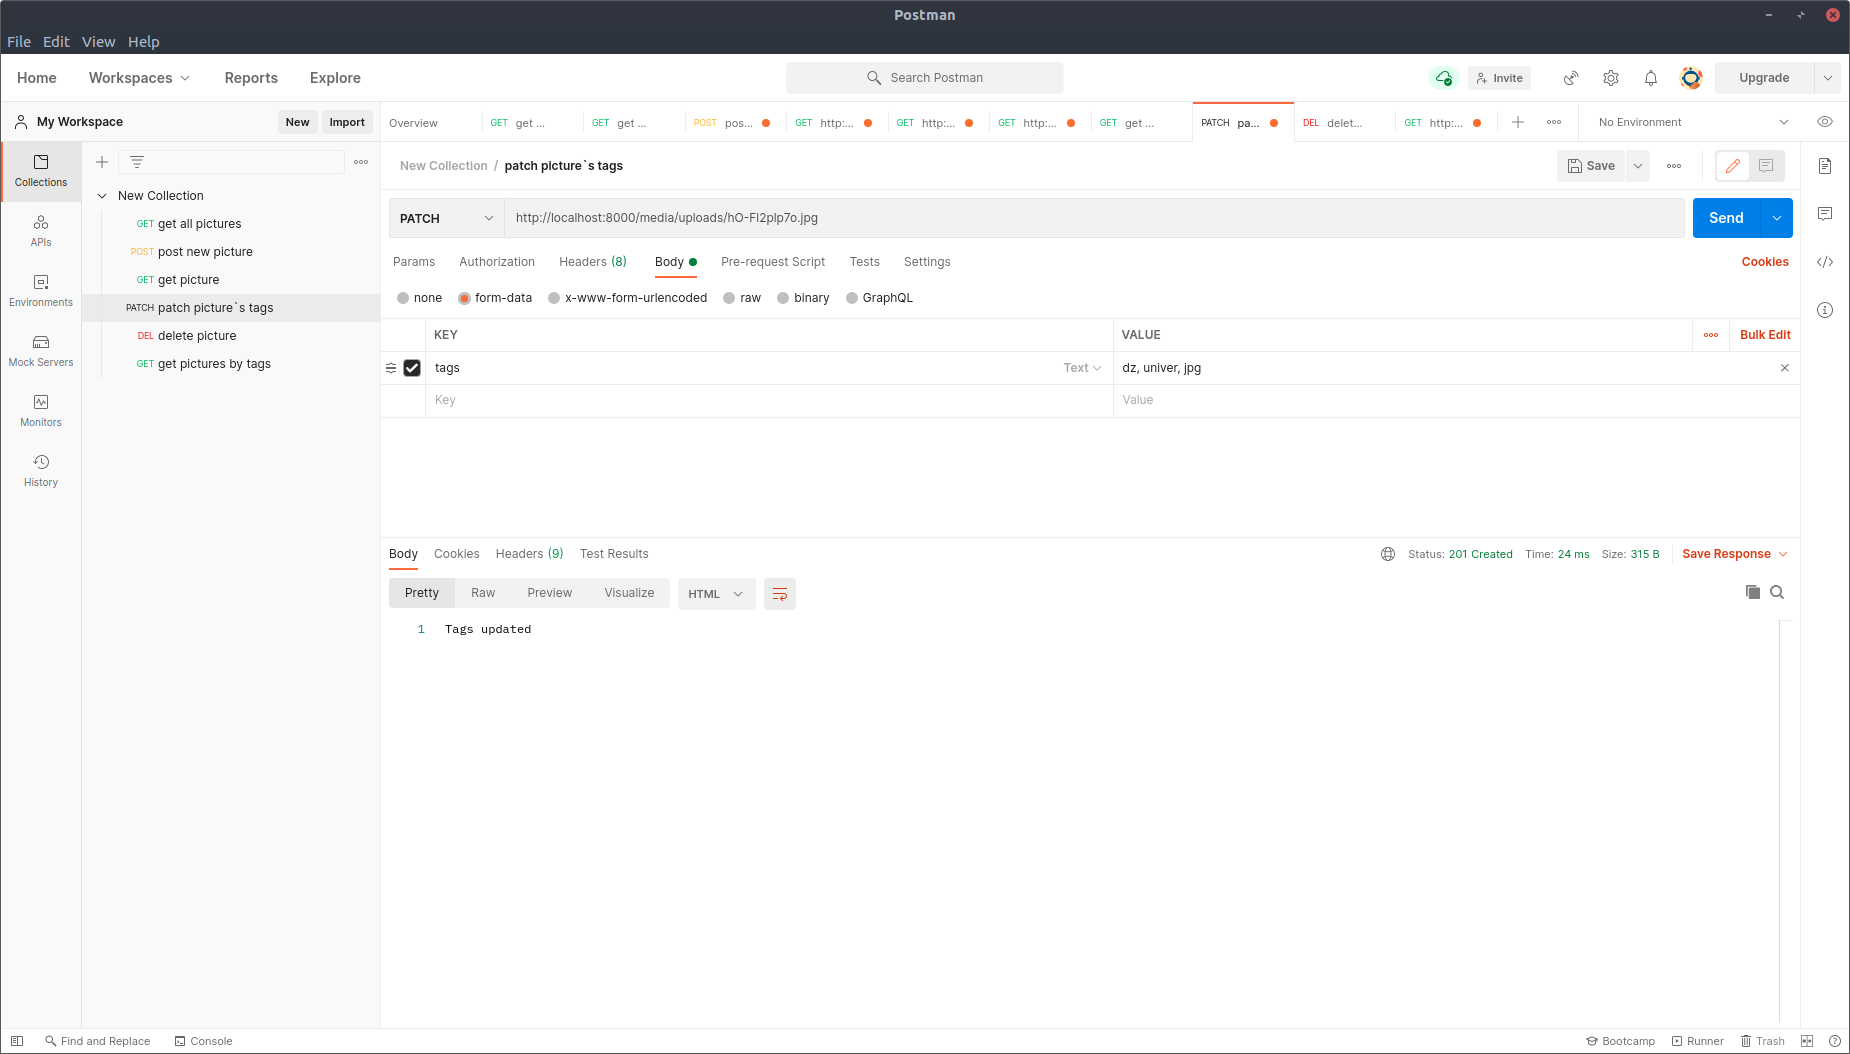 Postman
File Edit View Help
Home Workspaces Reports Explore Search Postman Invite Upgrade
My Workspace New Import
Overview GET get ... GET get ... POST pos... GET http:... GET http:... GET http:... GET get ... PATCH pa... DEL delet... GET http:... No Environment
Collections
APIs
Environments
Mock Servers
Monitors
History
New Collection
GET get all pictures
POST post new picture
GET get picture
PATCH patch picture`s tags
DEL delete picture
GET get pictures by tags
New Collection / patch picture`s tags Save
PATCH http://localhost:8000/media/uploads/hO-FI2plp7o.jpg Send
Params Authorization Headers (8) Body Pre-request Script Tests Settings Cookies
none form-data x-www-form-urlencoded raw binary GraphQL
KEY VALUE Bulk Edit
tags Text dz, univer, jpg
Key Value
Body Cookies Headers (9) Test Results Status: 201 Created Time: 24 ms Size: 315 B Save Response
Pretty Raw Preview Visualize HTML
1 Tags updated
Find and Replace Console Bootcamp Runner Trash